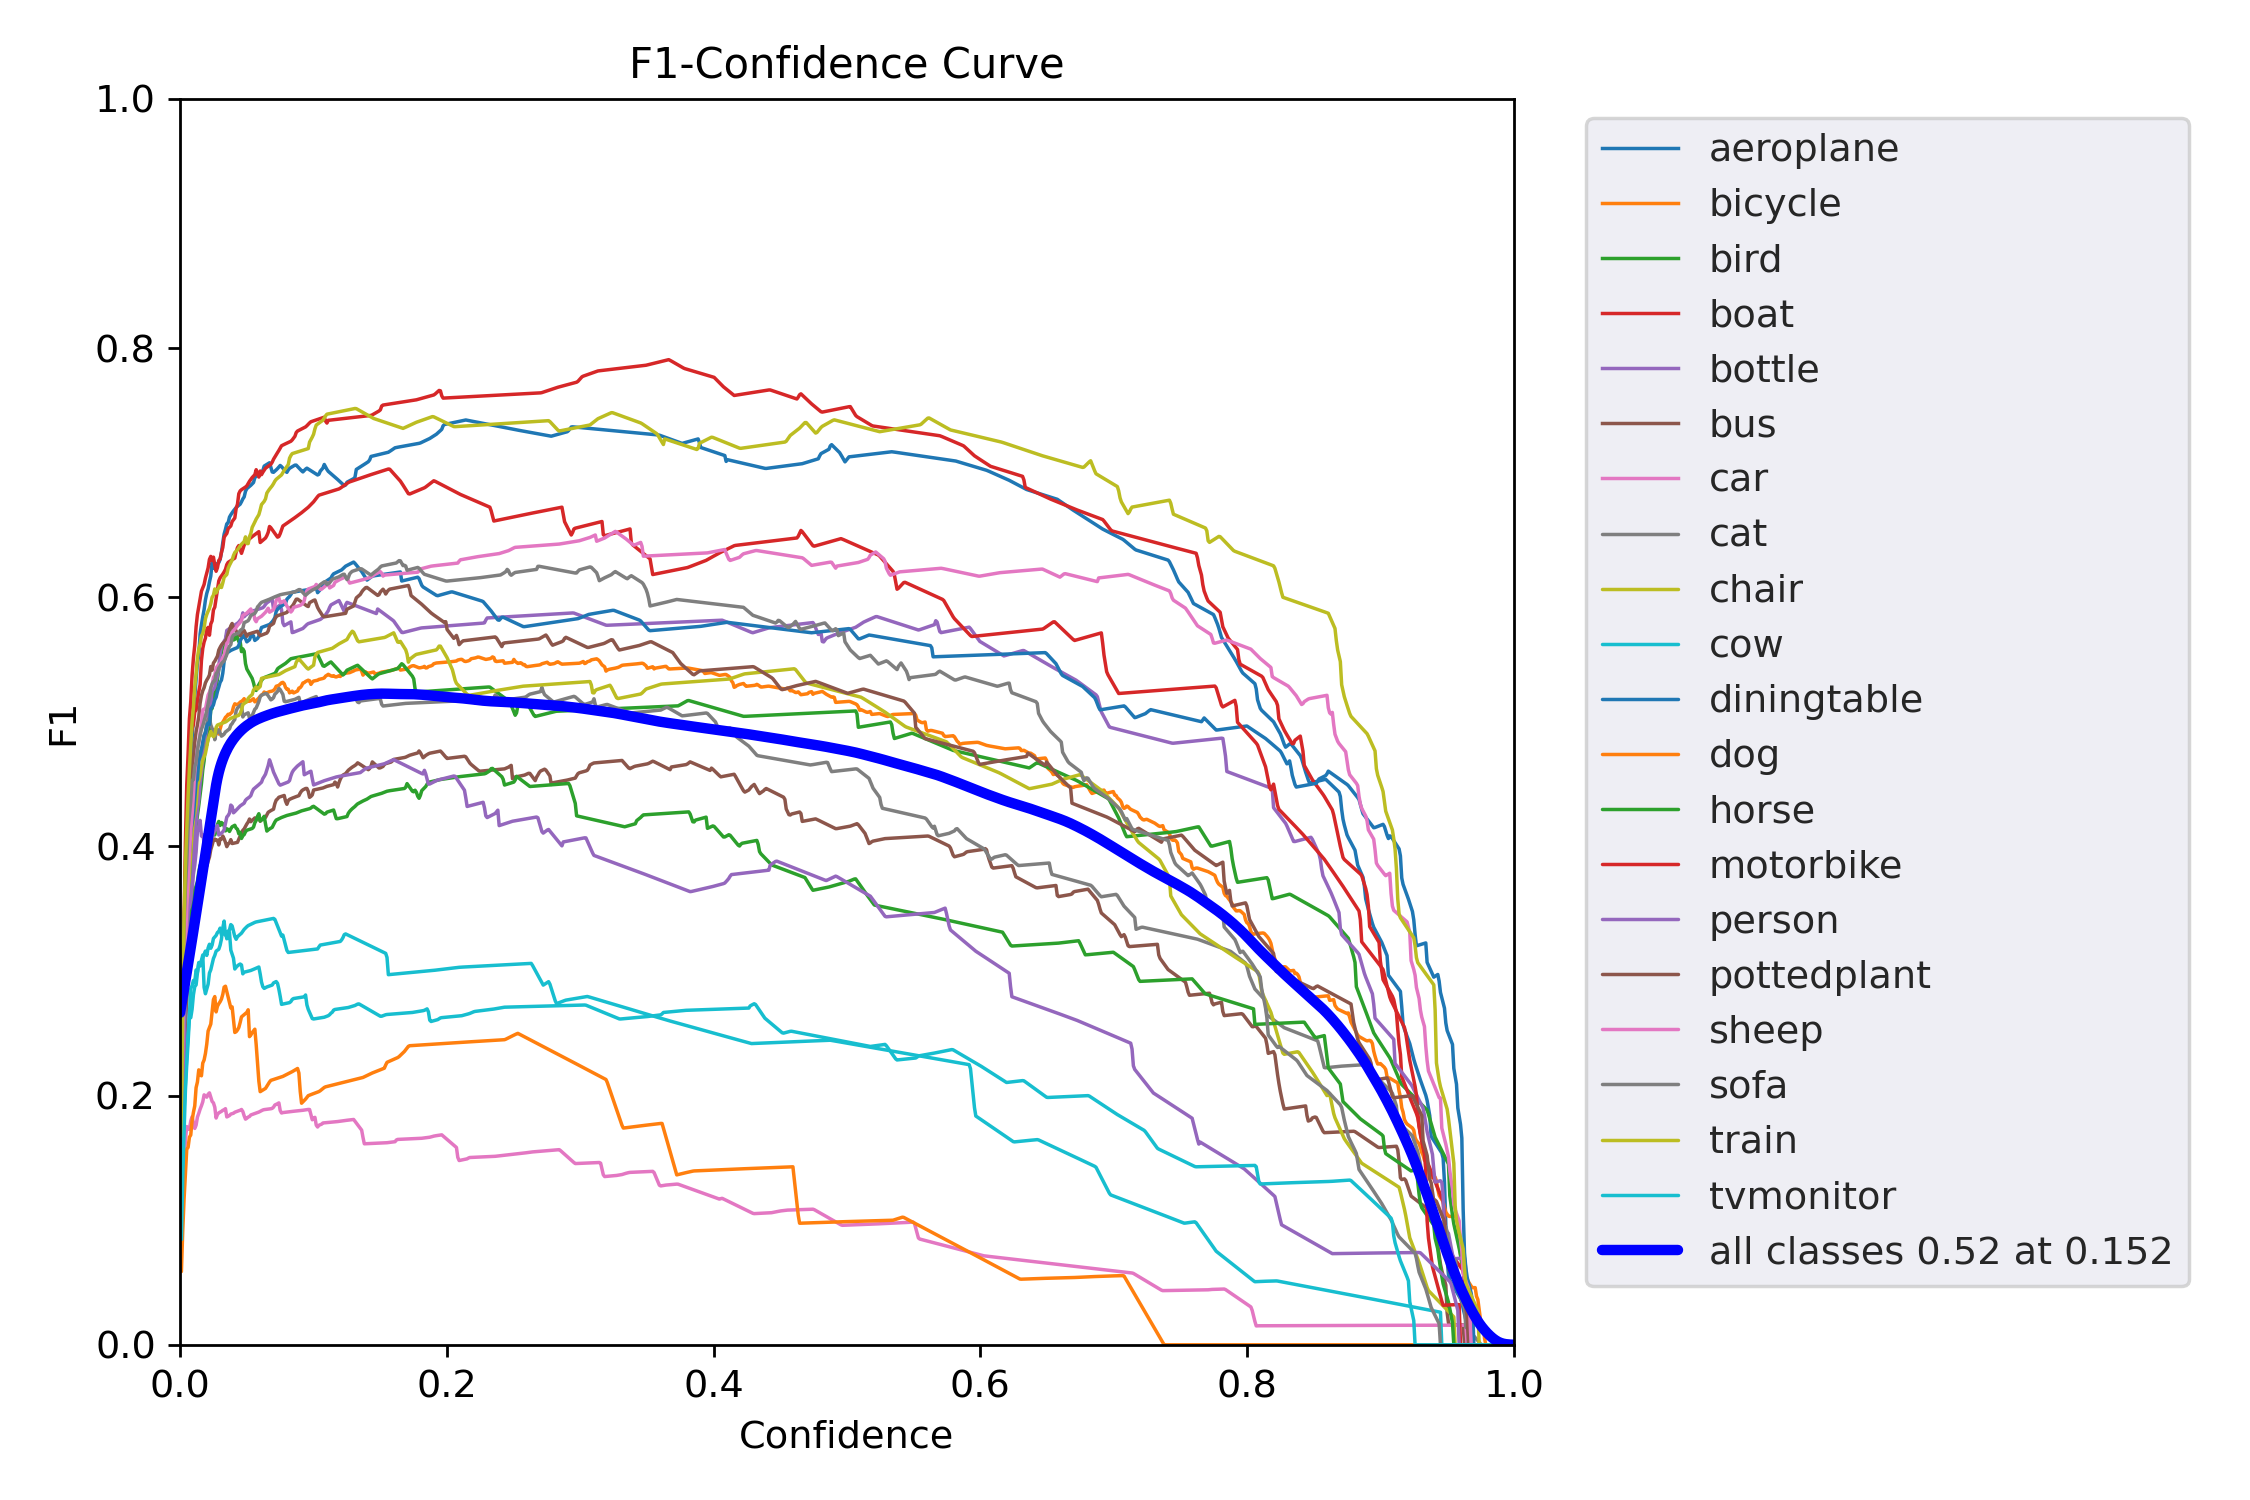 F1-Confidence Curve
1.0
0.8
0.6
0.4
0.2
0.0
F1
0.0 0.2 0.4 0.6 0.8 1.0
Confidence
aeroplane
bicycle
bird
boat
bottle
bus
car
cat
chair
cow
diningtable
dog
horse
motorbike
person
pottedplant
sheep
sofa
train
tvmonitor
all classes 0.52 at 0.152